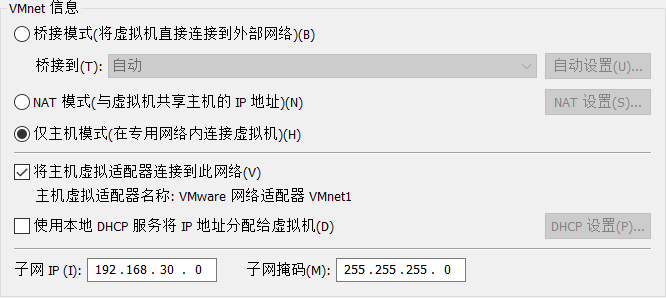 VMnet 信息
桥接模式(将虚拟机直接连接到外部网络)(B)
桥接到(T): 自动 自动设置(U)...
NAT 模式(与虚拟机共享主机的 IP 地址)(N) NAT 设置(S)...
仅主机模式(在专用网络内连接虚拟机)(H)
将主机虚拟适配器连接到此网络(V)
主机虚拟适配器名称: VMware 网络适配器 VMnet1
使用本地 DHCP 服务将 IP 地址分配给虚拟机(D) DHCP 设置(P)...
子网 IP (I): 192 .168 . 30 . 0 子网掩码(M): 255 .255 .255 . 0